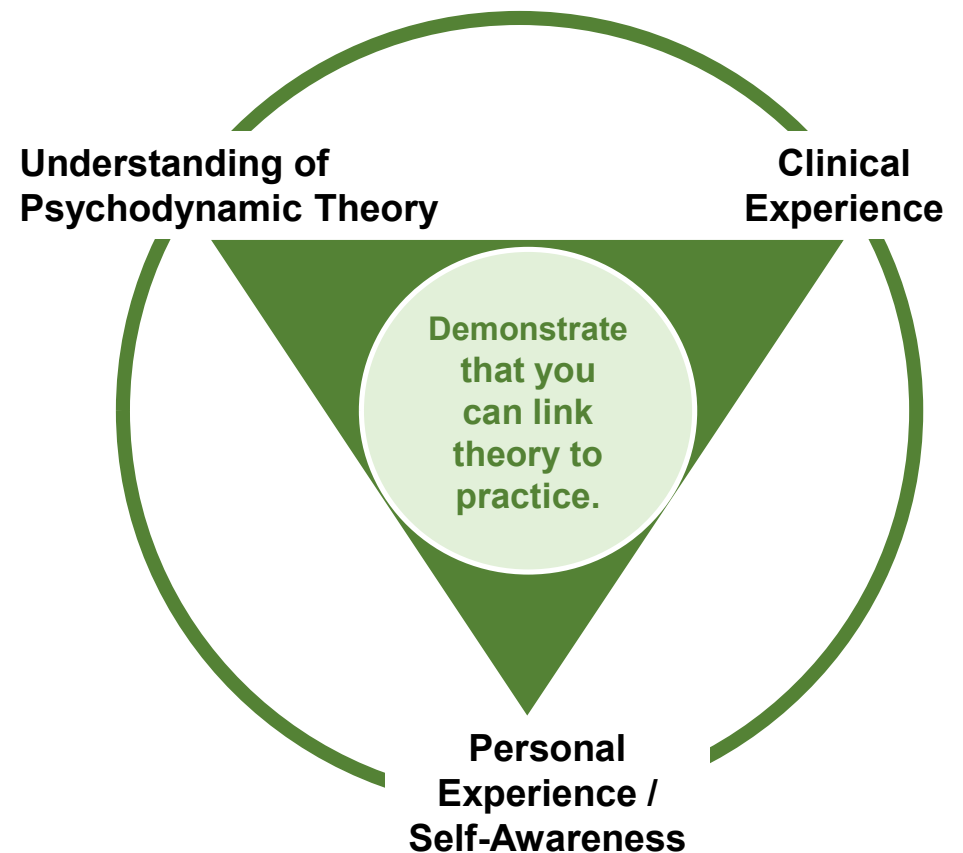 Understanding of
Psychodynamic Theory
Clinical
Experience
Demonstrate
that you
can link
theory to
practice.
Personal
Experience /
Self-Awareness